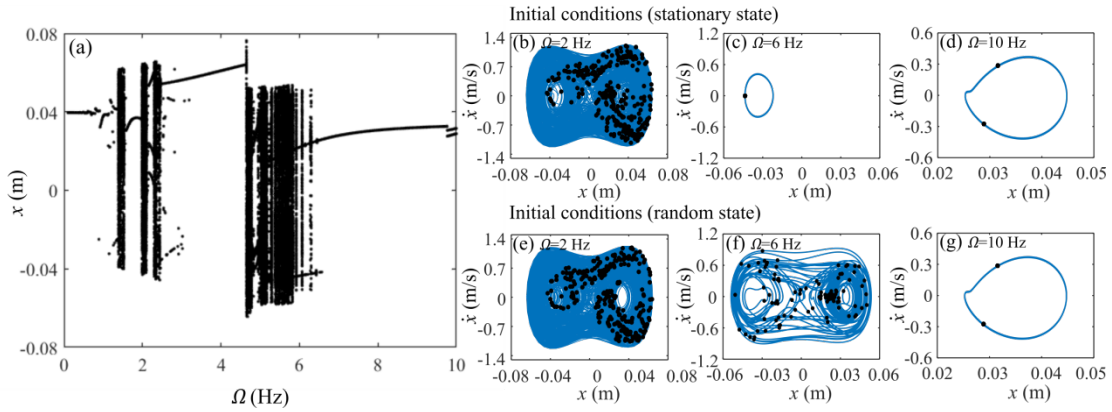 Initial conditions (stationary state)
(a)
0.08
0.04
0
-0.04
-0.08
x (m)
0 2 4 6 8 10
Ω (Hz)
(b) Ω=2 Hz
1.4
0.7
0
-0.7
-1.4
ẋ (m/s)
-0.08 -0.04 0 0.04 0.08
x (m)
(c) Ω=6 Hz
1.2
0.6
0
-0.6
-1.2
ẋ (m/s)
-0.06 -0.03 0 0.03 0.06
x (m)
(d) Ω=10 Hz
0.6
0.3
0
-0.3
-0.6
ẋ (m/s)
0.02 0.03 0.04 0.05
x (m)
Initial conditions (random state)
(e) Ω=2 Hz
1.4
0.7
0
-0.7
-1.4
ẋ (m/s)
-0.08 -0.04 0 0.04 0.08
x (m)
(f) Ω=6 Hz
1.2
0.6
0
-0.6
-1.2
ẋ (m/s)
-0.06 -0.03 0 0.03 0.06
x (m)
(g) Ω=10 Hz
0.6
0.3
0
-0.3
-0.6
ẋ (m/s)
0.02 0.03 0.04 0.05
x (m)